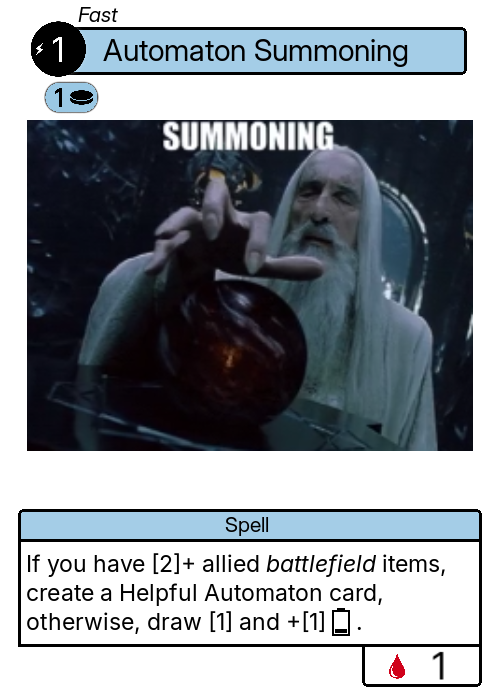 Fast
1 Automaton Summoning
1
SUMMONING
Spell
If you have [2]+ allied battlefield items,
create a Helpful Automaton card,
otherwise, draw [1] and +[1] .
1